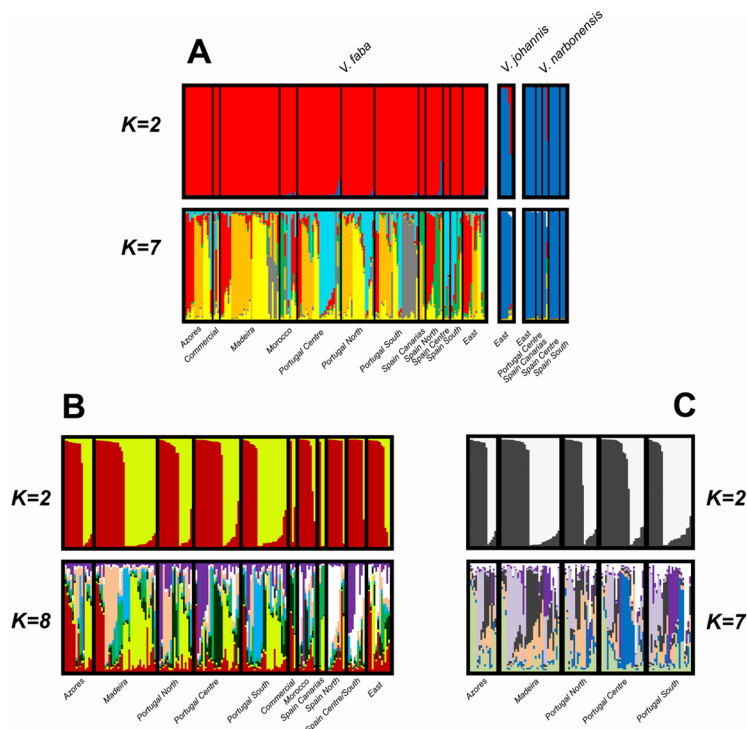 A
V. faba
V. johannis
V. narbonensis
K=2
K=7
Azores
Commercial
Madeira
Morocco
Portugal Centre
Portugal North
Portugal South
Spain Canarias
Spain North
Spain Centre
Spain South
East
East
East
Portugal Centre
Spain Canarias
Spain Centre
Spain South
B
K=2
K=8
Azores
Madeira
Portugal North
Portugal Centre
Portugal South
Commercial
Morocco
Spain Canarias
Spain North
Spain Centre/South
East
C
K=2
K=7
Azores
Madeira
Portugal North
Portugal Centre
Portugal South